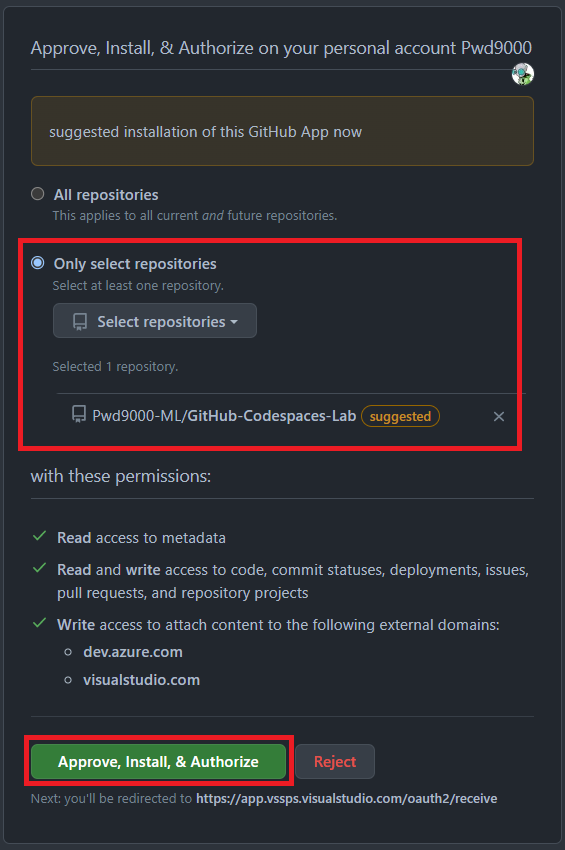 Approve, Install, & Authorize on your personal account Pwd9000
suggested installation of this GitHub App now
All repositories
This applies to all current and future repositories.
Only select repositories
Select at least one repository.
Select repositories
Selected 1 repository.
Pwd9000-ML/GitHub-Codespaces-Lab suggested
with these permissions:
Read access to metadata
Read and write access to code, commit statuses, deployments, issues,
pull requests, and repository projects
Write access to attach content to the following external domains:
dev.azure.com
visualstudio.com
Approve, Install, & Authorize Reject
Next: you'll be redirected to https://app.vssps.visualstudio.com/oauth2/receive